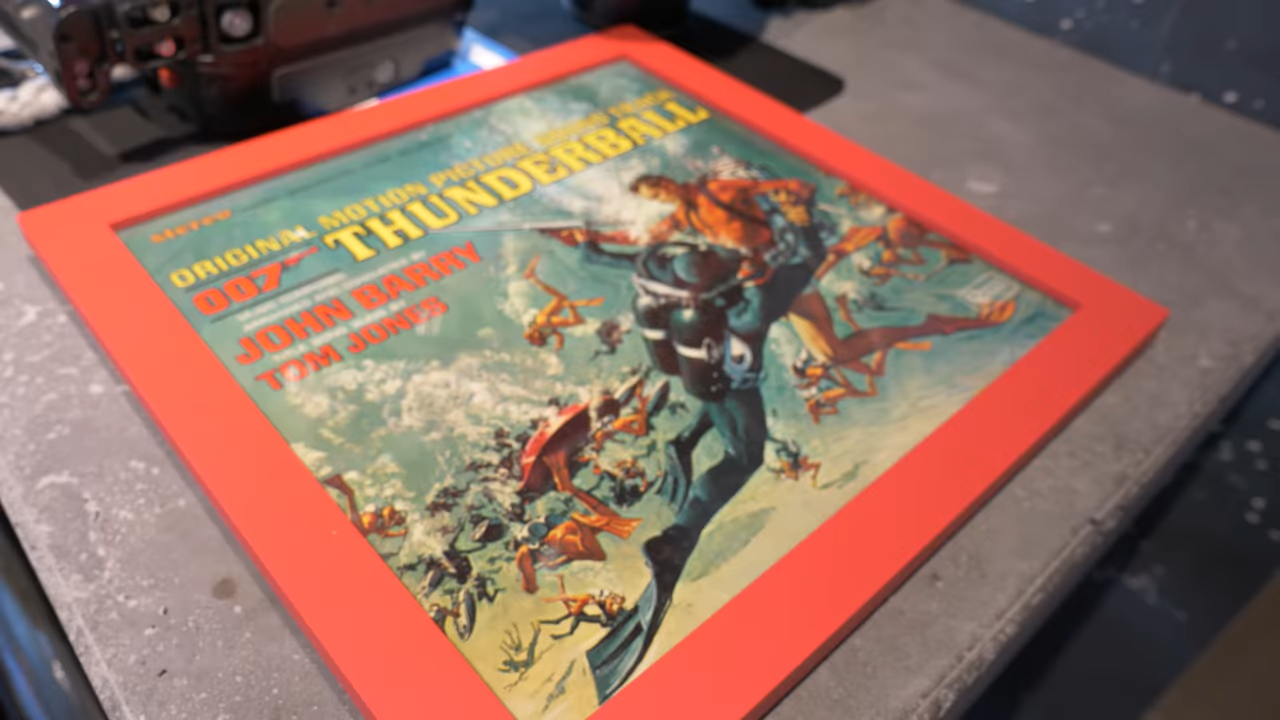 stereo
ORIGINAL MOTION PICTURE SOUND TRACK
007 THUNDERBALL
JOHN BARRY
TOM JONES